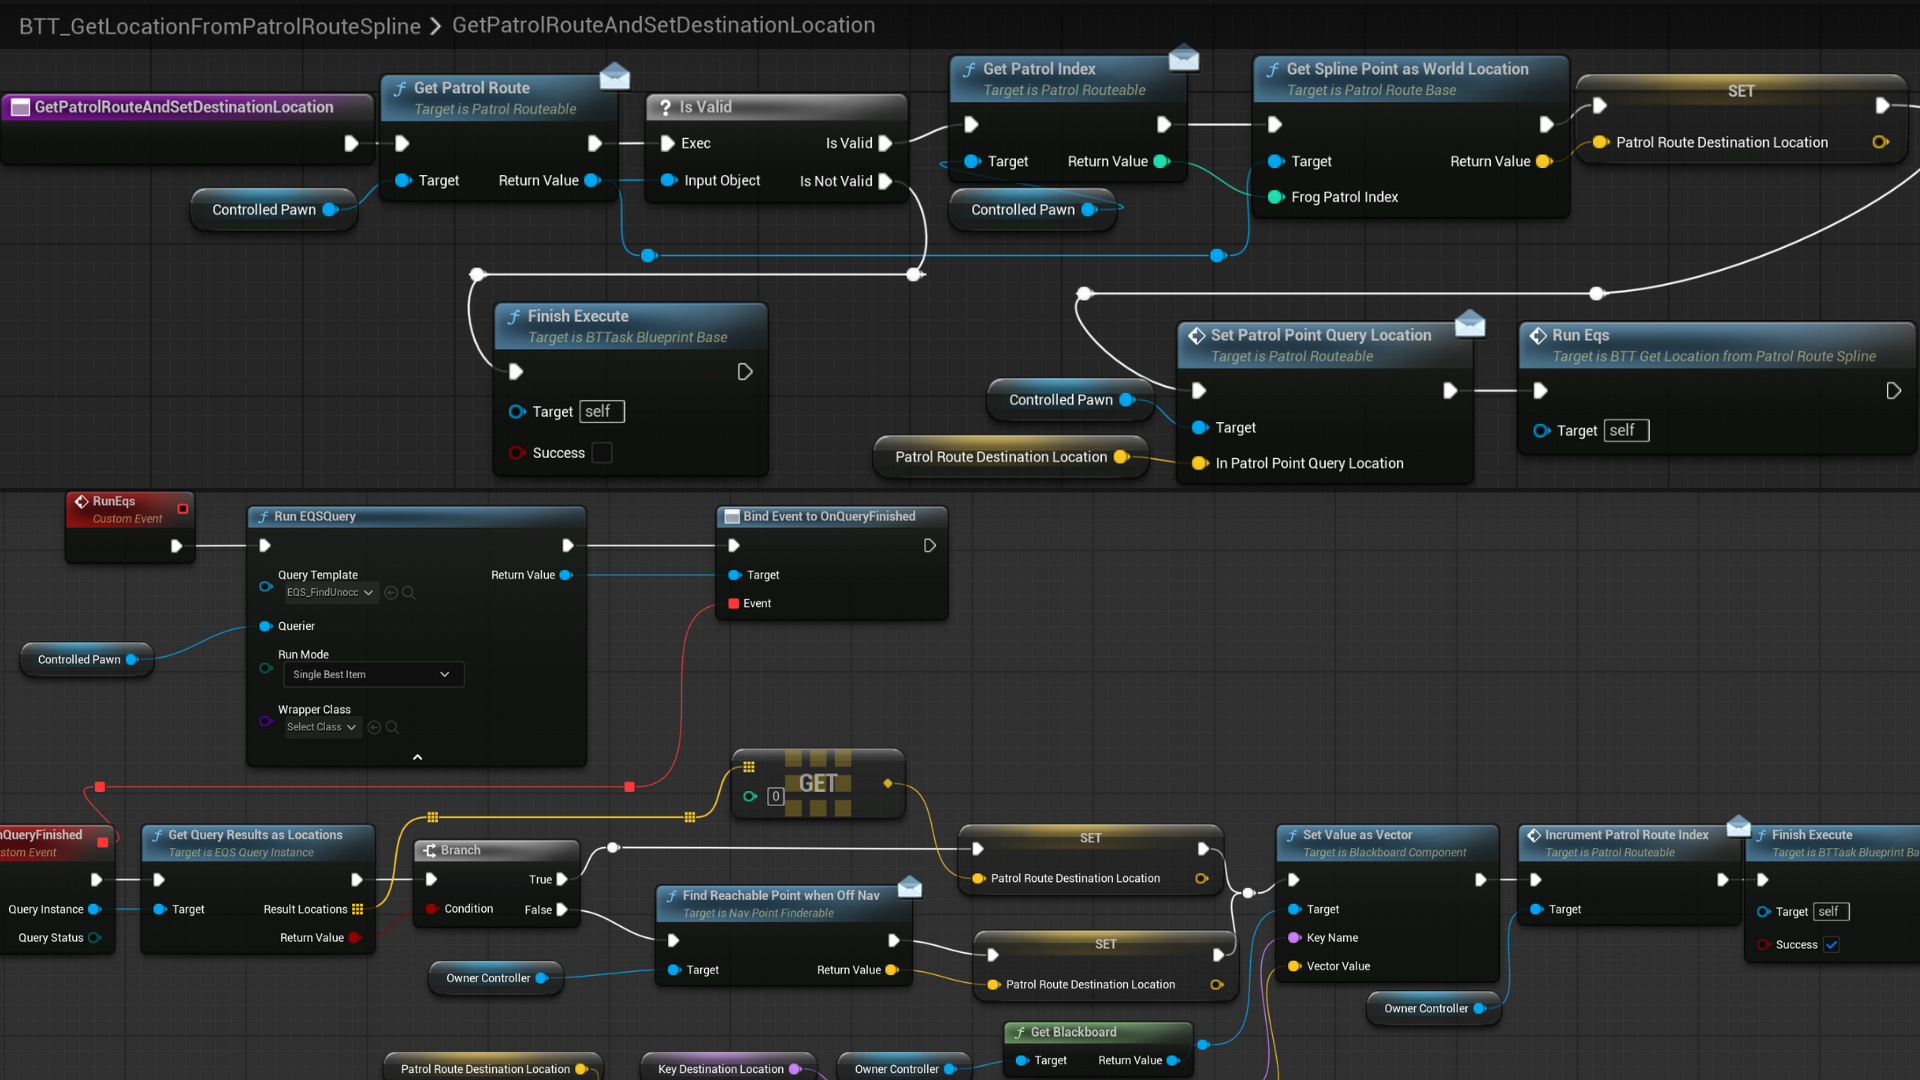 BTT_GetLocationFromPatrolRouteSpline > GetPatrolRouteAndSetDestinationLocation
GetPatrolRouteAndSetDestinationLocation
Get Patrol Route
Target is Patrol Routeable
Target
Return Value
Controlled Pawn
? Is Valid
Exec
Is Valid
Input Object
Is Not Valid
Get Patrol Index
Target is Patrol Routeable
Target
Return Value
Controlled Pawn
Get Spline Point as World Location
Target is Patrol Route Base
Target
Return Value
Frog Patrol Index
SET
Patrol Route Destination Location
Finish Execute
Target is BTTask Blueprint Base
Target self
Success
Controlled Pawn
Patrol Route Destination Location
Set Patrol Point Query Location
Target is Patrol Routeable
Target
In Patrol Point Query Location
Run Eqs
Target is BTT Get Location from Patrol Route Spline
Target self
RunEqs
Custom Event
Run EQSQuery
Query Template
EQS_FindUnocc
Return Value
Querier
Controlled Pawn
Run Mode
Single Best Item
Wrapper Class
Select Class
Bind Event to OnQueryFinished
Target
Event
GET
0
nQueryFinished
stom Event
Query Instance
Query Status
Get Query Results as Locations
Target is EQS Query Instance
Target
Result Locations
Return Value
Branch
True
Condition
False
Find Reachable Point when Off Nav
Target is Nav Point Finderable
Target
Return Value
Owner Controller
SET
Patrol Route Destination Location
SET
Patrol Route Destination Location
Set Value as Vector
Target is Blackboard Component
Target
Key Name
Vector Value
Incrument Patrol Route Index
Target is Patrol Routeable
Target
Owner Controller
Finish Execute
Target is BTTask Blueprint Ba
Target self
Success
Get Blackboard
Target
Return Value
Patrol Route Destination Location
Key Destination Location
Owner Controller